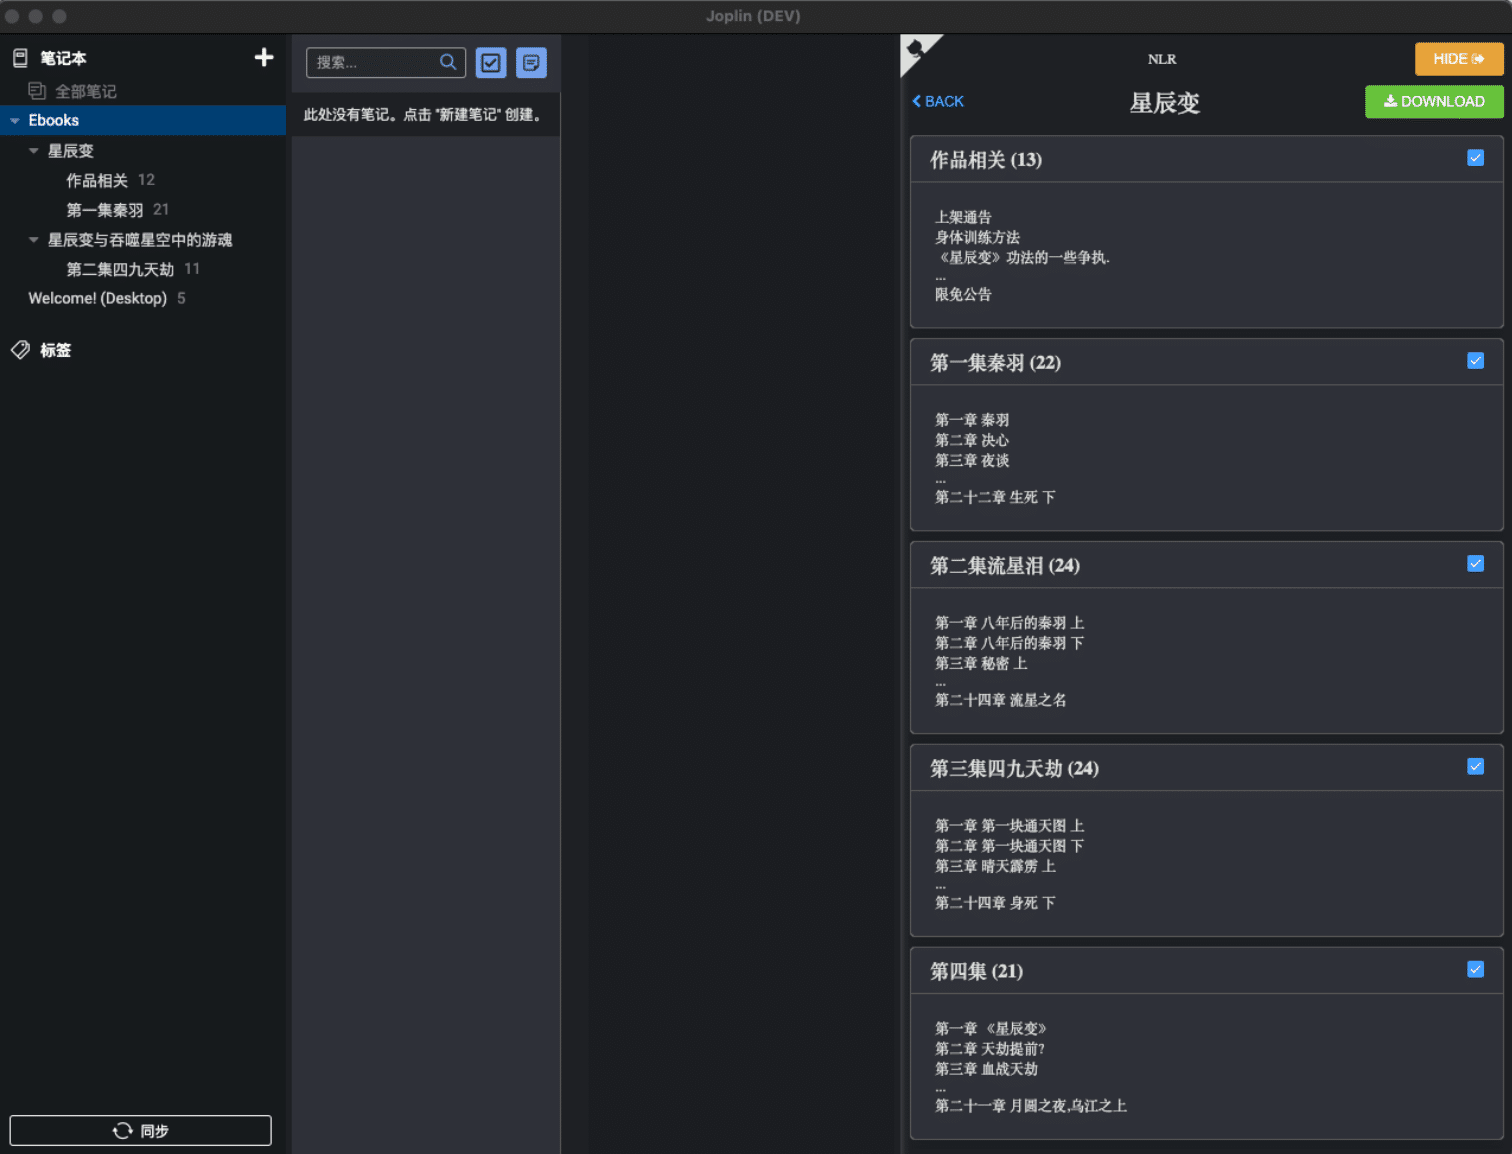 Joplin (DEV)
笔记本
全部笔记
Ebooks
星辰变
作品相关 12
第一集秦羽 21
星辰变与吞噬星空中的游魂
第二集四九天劫 11
Welcome! (Desktop) 5
标签
同步
搜索...
此处没有笔记。点击 "新建笔记" 创建。
NLR
HIDE
BACK
星辰变
DOWNLOAD
作品相关 (13)
上架通告
身体训练方法
《星辰变》功法的一些争执.
...
限免公告
第一集秦羽 (22)
第一章 秦羽
第二章 决心
第三章 夜谈
...
第二十二章 生死 下
第二集流星泪 (24)
第一章 八年后的秦羽 上
第二章 八年后的秦羽 下
第三章 秘密 上
...
第二十四章 流星之名
第三集四九天劫 (24)
第一章 第一块通天图 上
第二章 第一块通天图 下
第三章 晴天霹雳 上
...
第二十四章 身死 下
第四集 (21)
第一章 《星辰变》
第二章 天劫提前?
第三章 血战天劫
...
第二十一章 月圆之夜,乌江之上